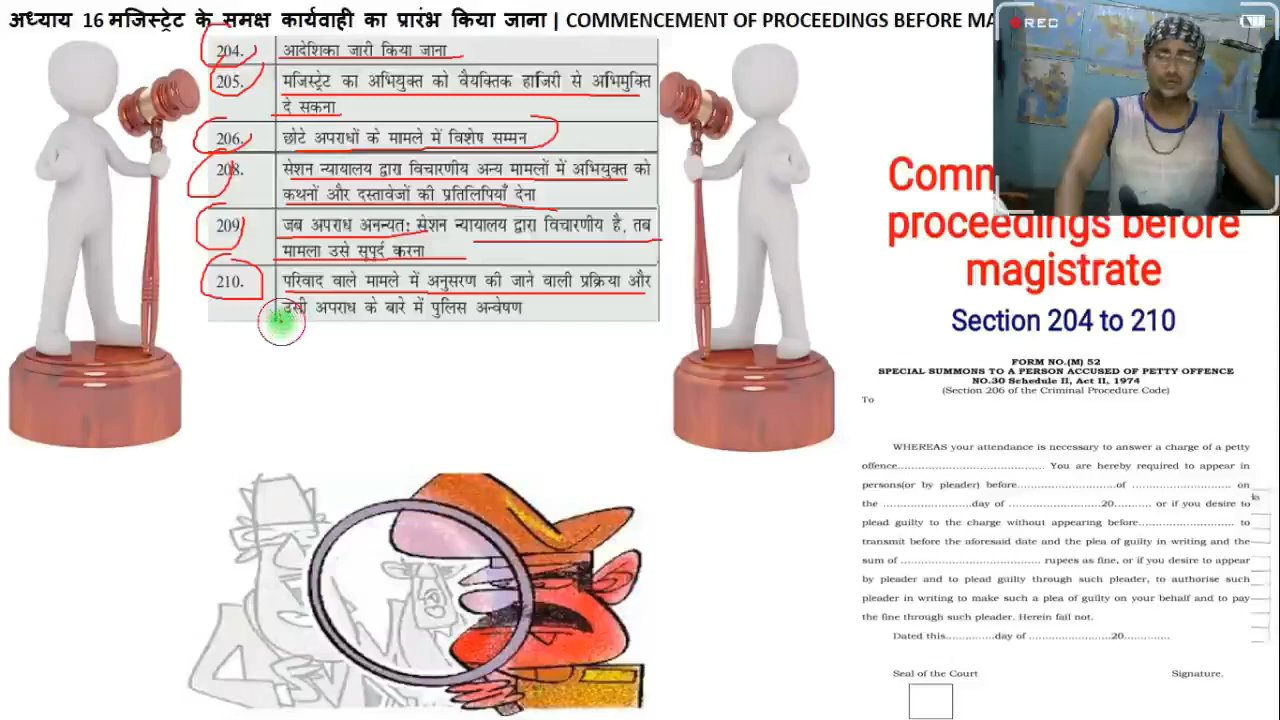 अध्याय 16 मजिस्ट्रेट के समक्ष कार्यवाही का प्रारंभ किया जाना | COMMENCEMENT OF PROCEEDINGS BEFORE
REC
204. आदेशिका जारी किया जाना
205. मजिस्ट्रेट का अभियुक्त को वैयक्तिक हाजिरी से अभिमुक्ति
दे सकना
206. छोटे अपराधों के मामले में विशेष सम्मन
208. सेशन न्यायालय द्वारा विचारणीय अन्य मामलों में अभियुक्त को
कथनों और दस्तावेजों की प्रतिलिपियाँ देना
209 जब अपराध अनन्यतः सेशन न्यायालय द्वारा विचारणीय है, तब
मामला उसे सुपूर्द करना
210. परिवाद वाले मामले में अनुसरण की जाने वाली प्रक्रिया और
उसी अपराध के बारे में पुलिस अन्वेषण
proceedings before
magistrate
Section 204 to 210
FORM NO.(M) 52
SPECIAL SUMMONS TO A PERSON ACCUSED OF PETTY OFFENCE
NO.30 Schedule II, Act II, 1974
(Section 206 of the Criminal Procedure Code)
To
WHEREAS your attendance is necessary to answer a charge of a petty
offence............................................ You are hereby required to appear in
persons(or by pleader) before.....................of ........................ on
the ...........................day of ............................20........... or if you desire to
plead guilty to the charge without appearing before............................ to
transmit before the aforesaid date and the plea of guilty in writing and the
sum of .......................................... rupees as fine, or if you desire to appear
by pleader and to plead guilty through such pleader, to authorise such
pleader in writing to make such a plea of guilty on your behalf and to pay
the fine through such pleader. Herein fail not.
Dated this...............day of .....................20..............
Seal of the Court Signature.